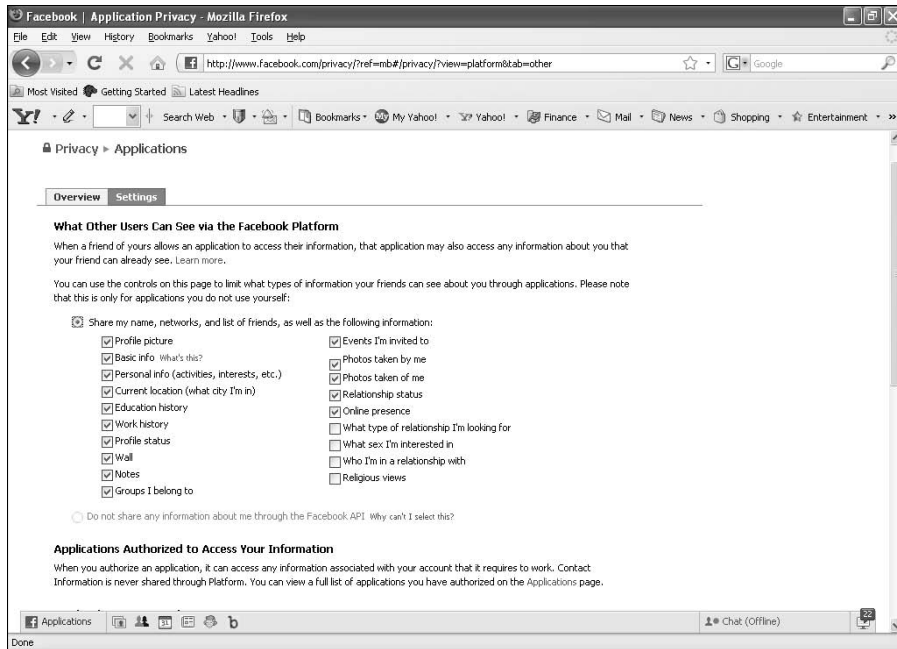 Facebook | Application Privacy - Mozilla Firefox
File Edit View History Bookmarks Yahoo! Tools Help
http://www.facebook.com/privacy/?ref=mb#/privacy/?view=platform&tab=other
G Google
Most Visited Getting Started Latest Headlines
Y! Search Web Bookmarks My Yahoo! Yahoo! Finance Mail News Shopping Entertainment »
Privacy ▸ Applications
Overview Settings
What Other Users Can See via the Facebook Platform
When a friend of yours allows an application to access their information, that application may also access any information about you that
your friend can already see. Learn more.
You can use the controls on this page to limit what types of information your friends can see about you through applications. Please note
that this is only for applications you do not use yourself:
Share my name, networks, and list of friends, as well as the following information:
Profile picture
Basic info What's this?
Personal info (activities, interests, etc.)
Current location (what city I'm in)
Education history
Work history
Profile status
Wall
Notes
Groups I belong to
Events I'm invited to
Photos taken by me
Photos taken of me
Relationship status
Online presence
What type of relationship I'm looking for
What sex I'm interested in
Who I'm in a relationship with
Religious views
Do not share any information about me through the Facebook API Why can't I select this?
Applications Authorized to Access Your Information
When you authorize an application, it can access any information associated with your account that it requires to work. Contact
Information is never shared through Platform. You can view a full list of applications you have authorized on the Applications page.
Applications 31 b Chat (Offline) 22
Done